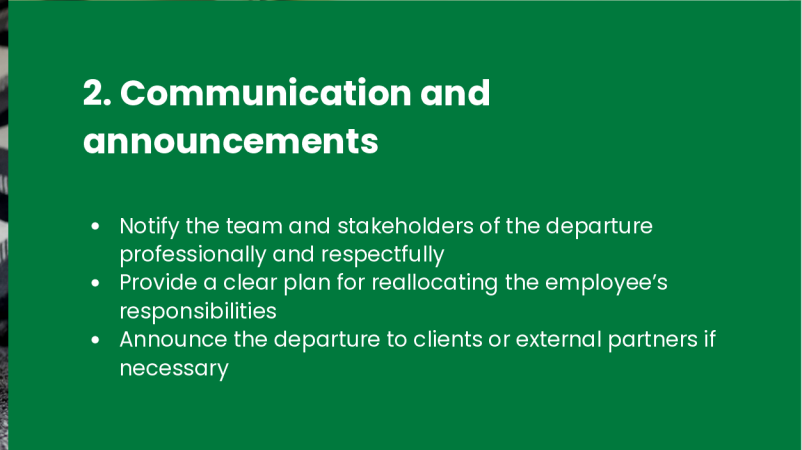 2. Communication and
announcements
• Notify the team and stakeholders of the departure
professionally and respectfully
• Provide a clear plan for reallocating the employee’s
responsibilities
• Announce the departure to clients or external partners if
necessary